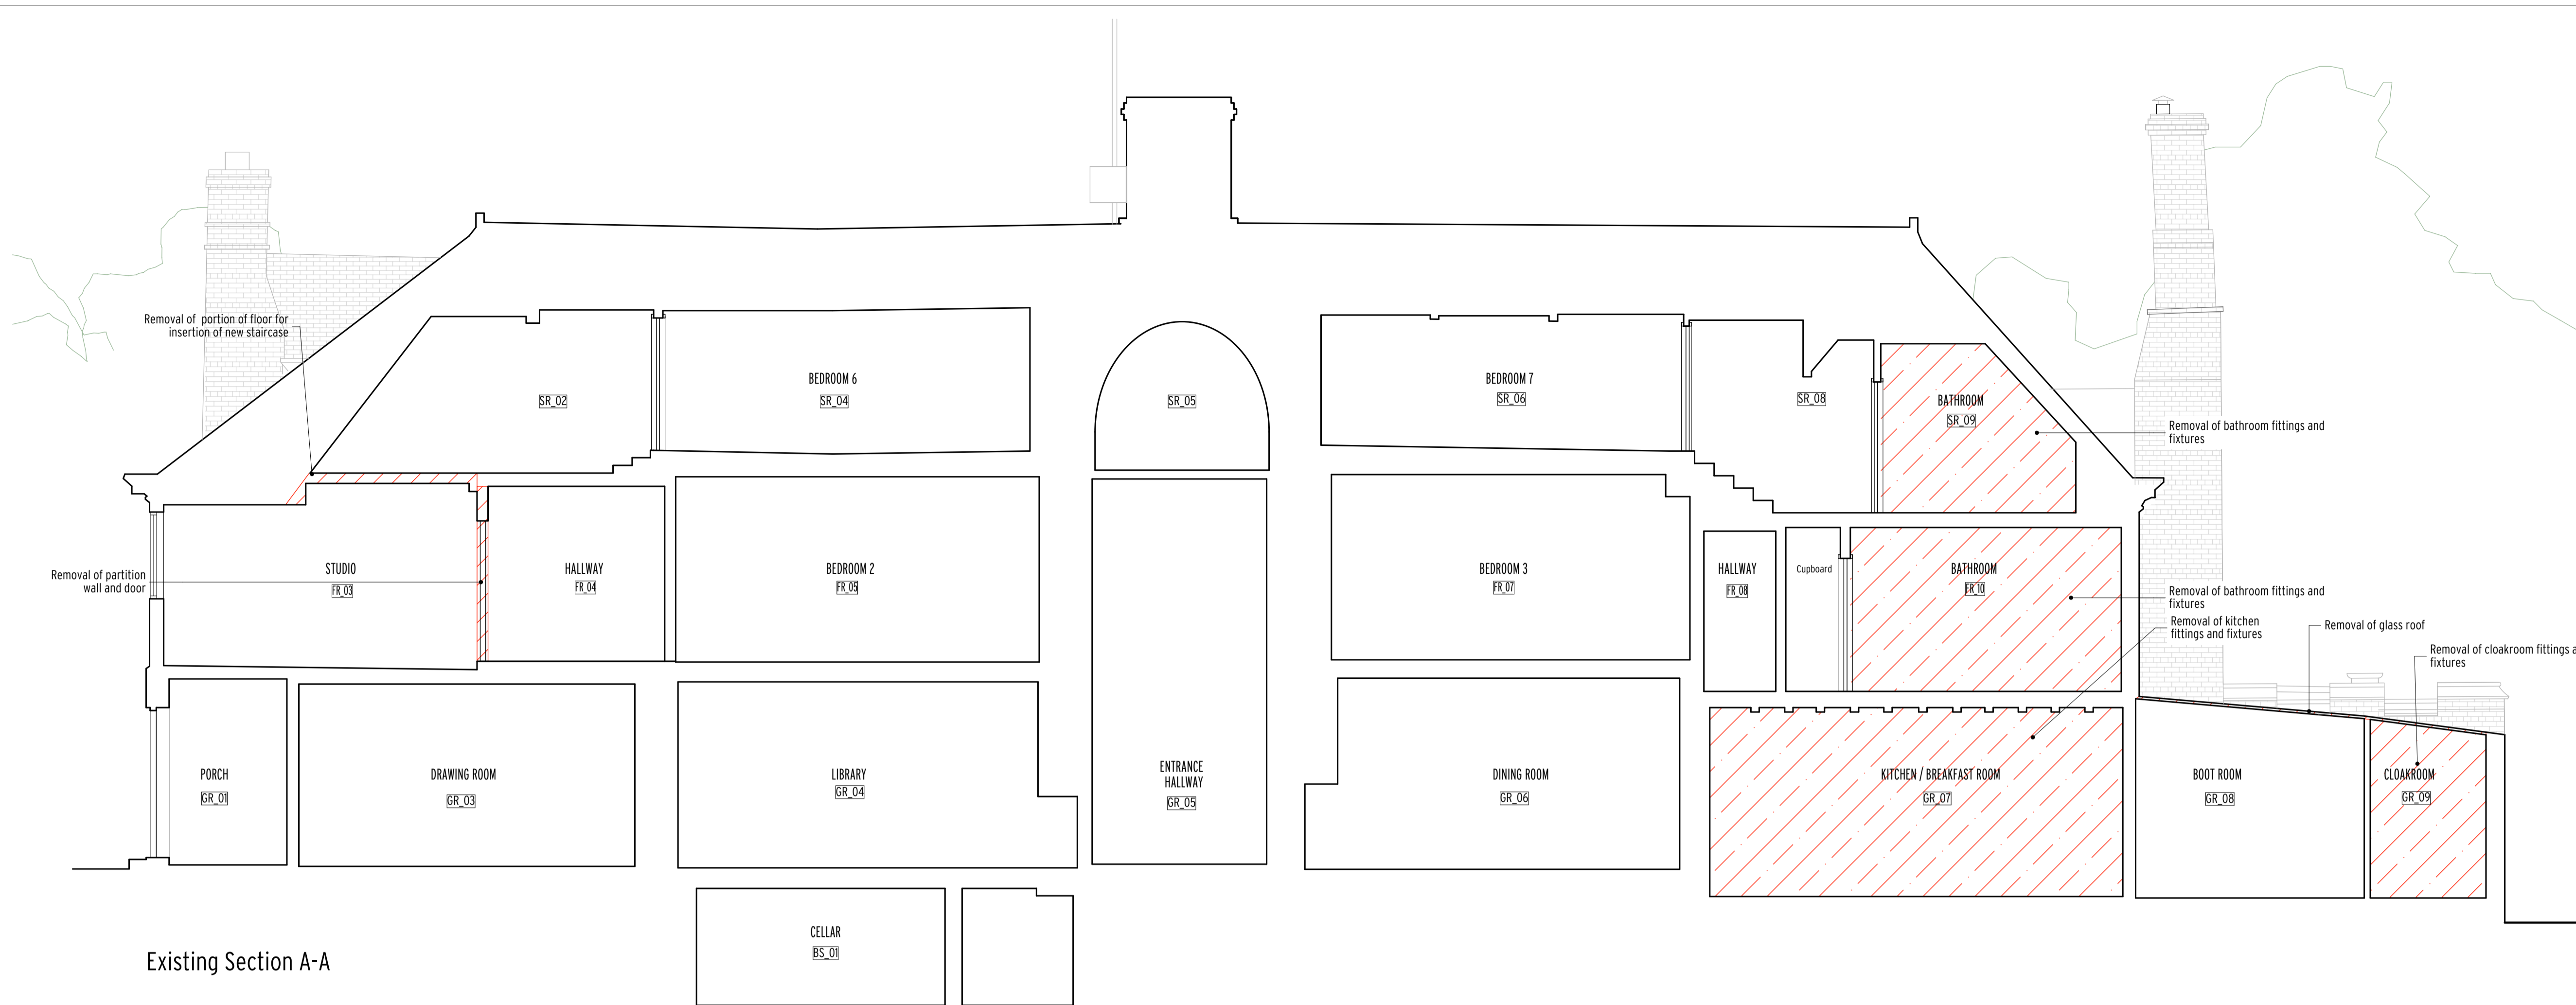 Removal of portion of floor for
insertion of new staircase
BEDROOM 6
BEDROOM 7
SR_02
SR_04
SR_05
SR_06
SR_08
BATHROOM
SR_09
Removal of bathroom fittings and
fixtures
Removal of partition
wall and door
STUDIO
FR_03
HALLWAY
FR_04
BEDROOM 2
FR_05
BEDROOM 3
FR_07
HALLWAY
FR_08
Cupboard
BATHROOM
FR_10
Removal of bathroom fittings and
fixtures
Removal of kitchen
fittings and fixtures
Removal of glass roof
Removal of cloakroom fittings a
fixtures
PORCH
GR_01
DRAWING ROOM
GR_03
LIBRARY
GR_04
ENTRANCE
HALLWAY
GR_05
DINING ROOM
GR_06
KITCHEN / BREAKFAST ROOM
GR_07
BOOT ROOM
GR_08
CLOAKROOM
GR_09
CELLAR
BS_01
Existing Section A-A